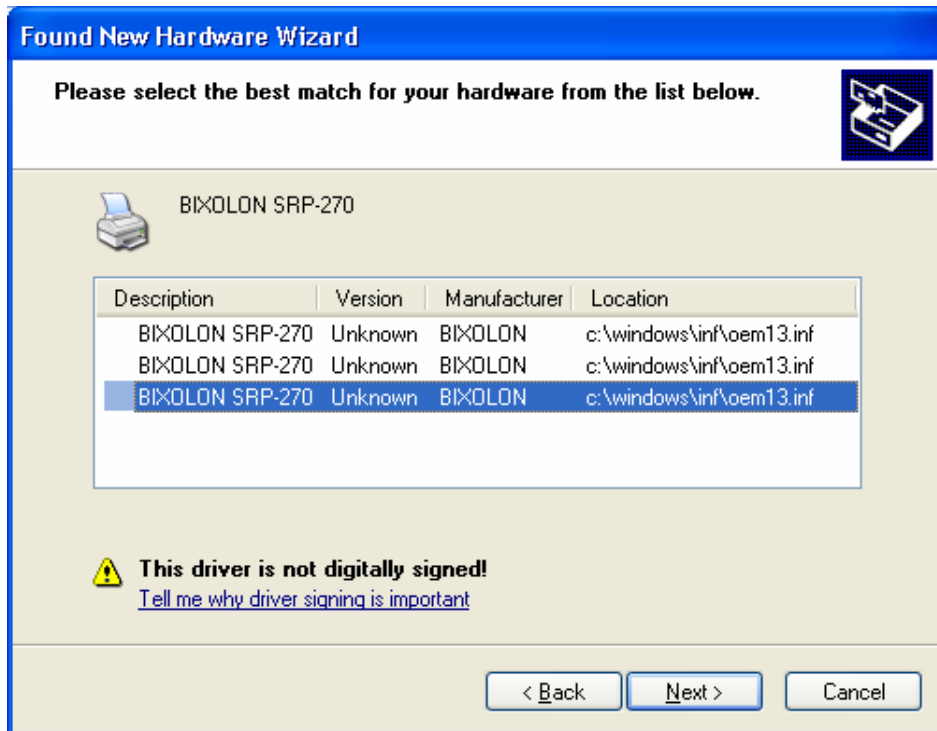 Found New Hardware Wizard
Please select the best match for your hardware from the list below.
BIXOLON SRP-270
Description Version Manufacturer Location
BIXOLON SRP-270 Unknown BIXOLON c:\windows\inf\oem13.inf
BIXOLON SRP-270 Unknown BIXOLON c:\windows\inf\oem13.inf
BIXOLON SRP-270 Unknown BIXOLON c:\windows\inf\oem13.inf
This driver is not digitally signed!
Tell me why driver signing is important
< Back Next > Cancel